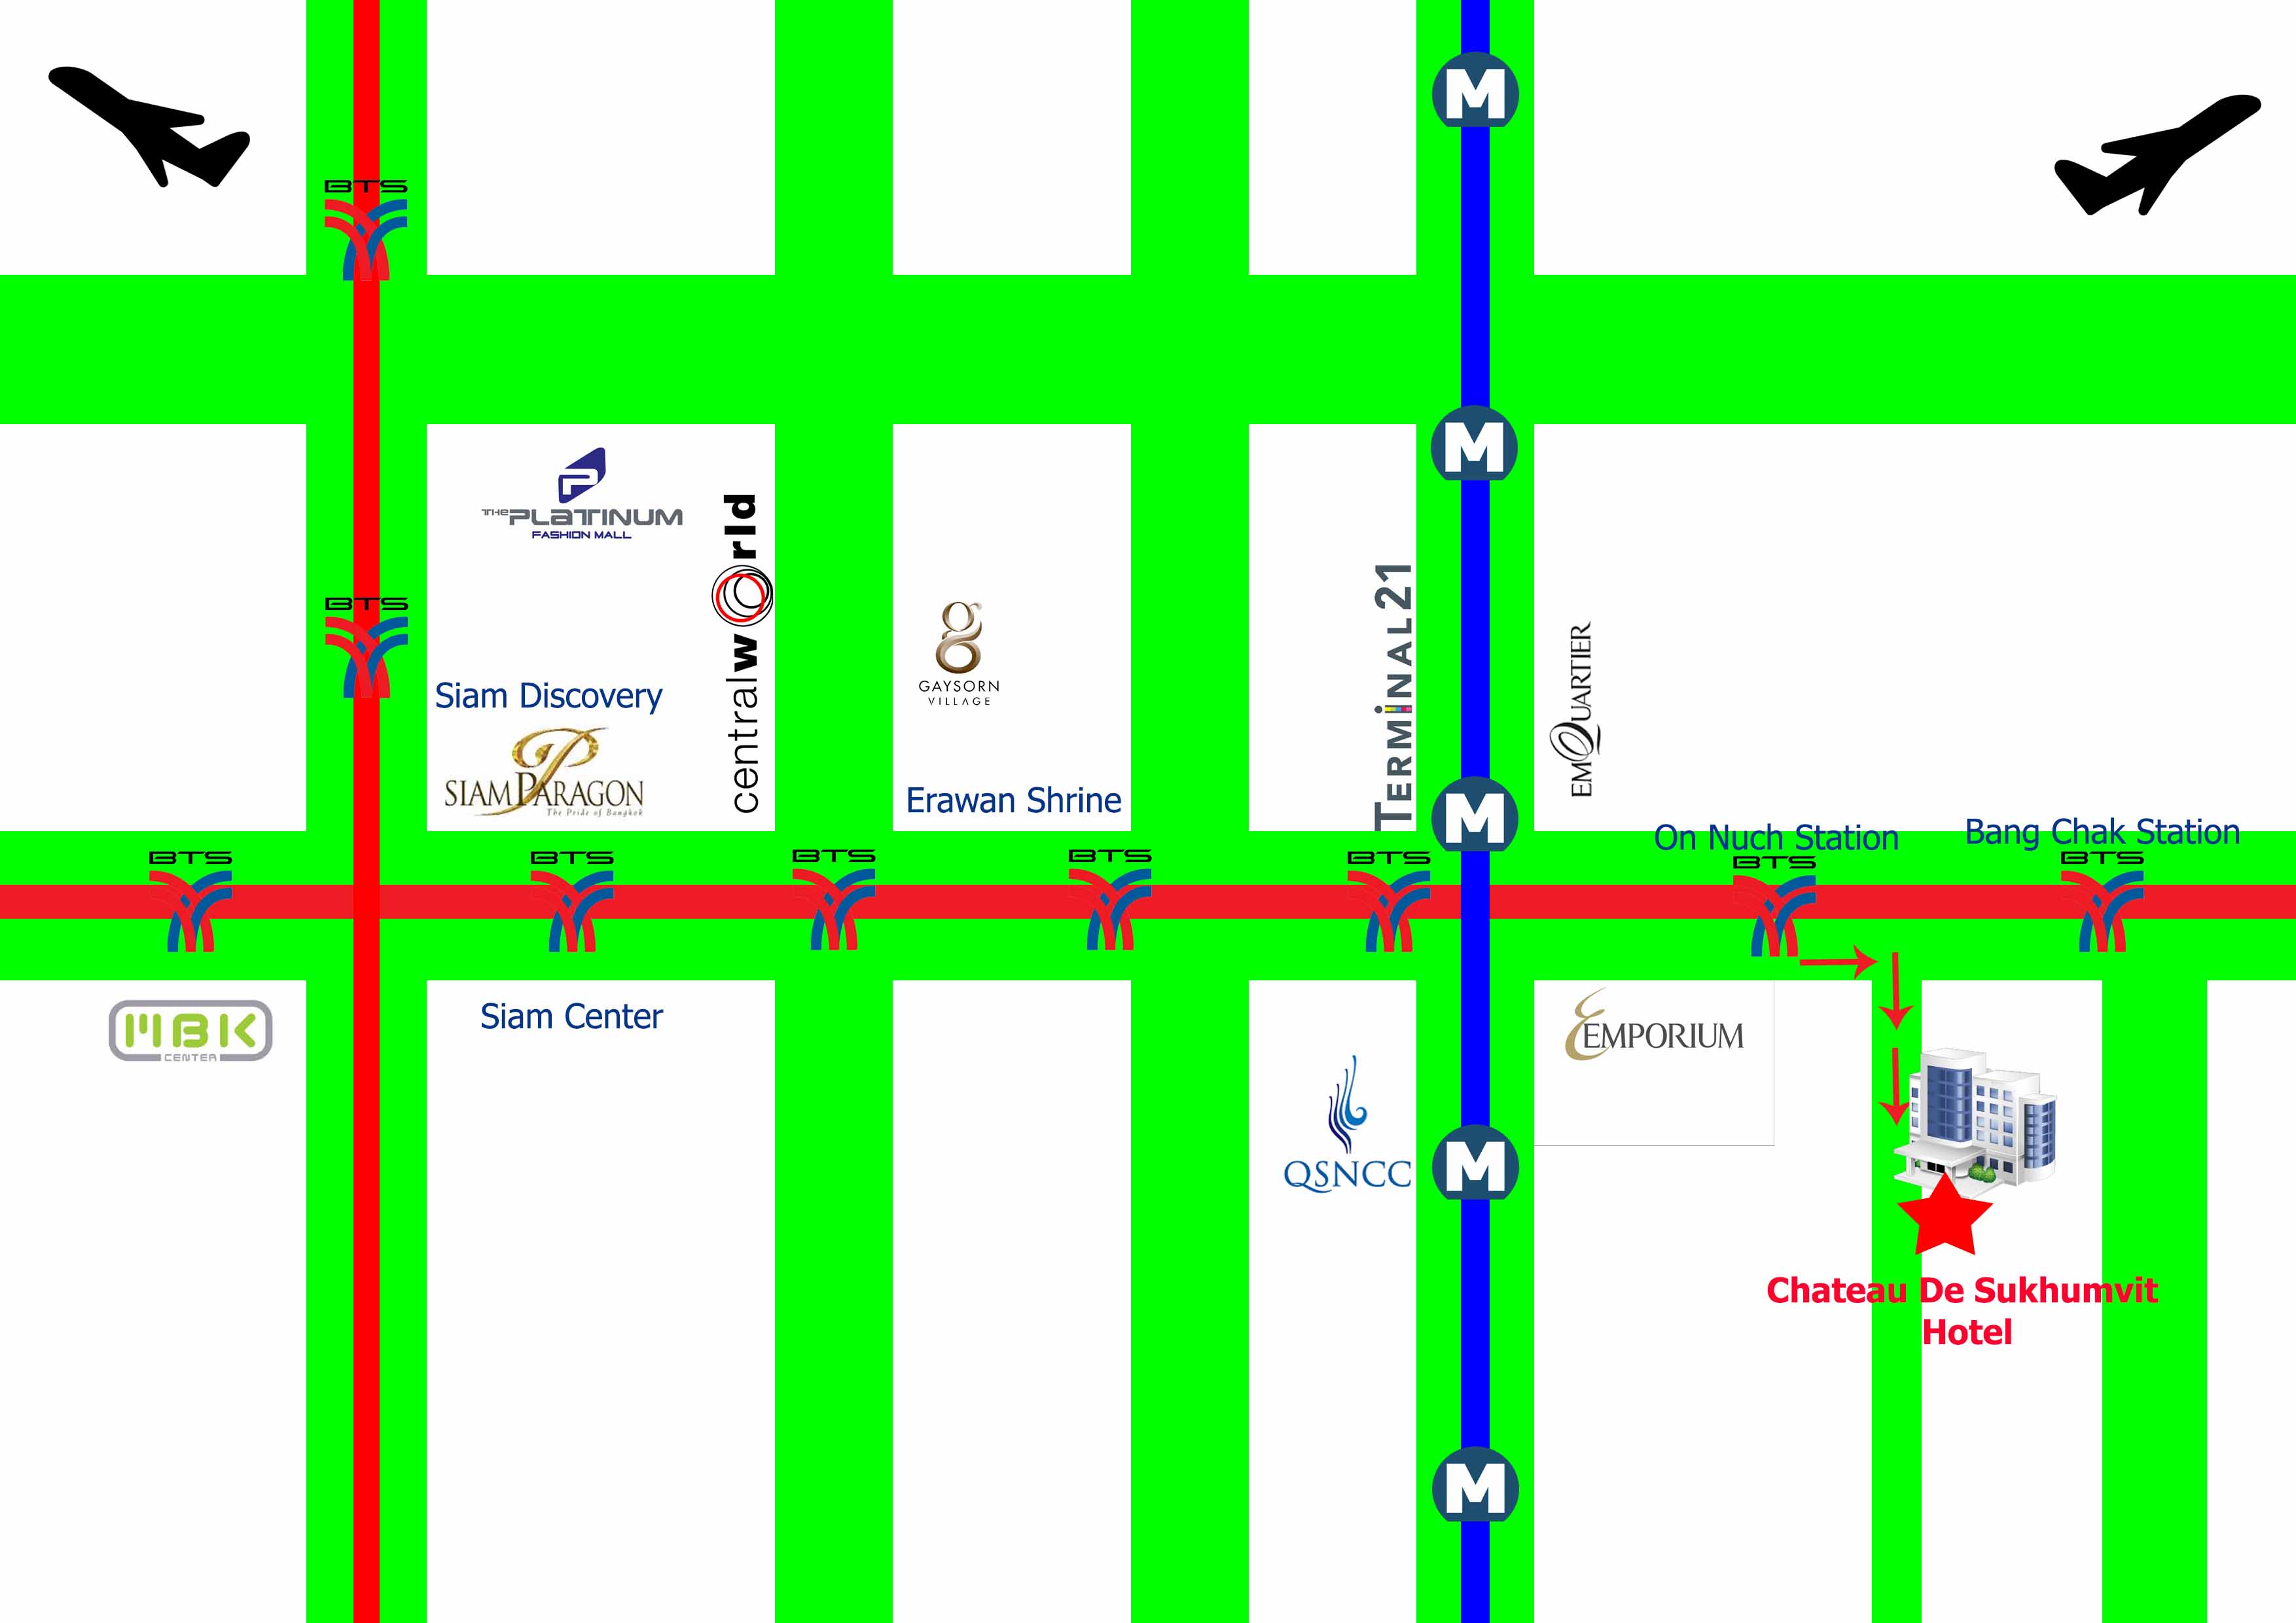 M
BTS
M
THE PLATINUM
FASHION MALL
centralworld
TERMINAL21
BTS
g
GAYSORN
VILLAGE
EMQUARTIER
Siam Discovery
SIAM PARAGON
The Pride of Bangkok
Erawan Shrine
M
On Nuch Station
Bang Chak Station
BTS
BTS
BTS
BTS
BTS
BTS
BTS
MBK
CENTER
Siam Center
EMPORIUM
QSNCC
M
Chateau De Sukhumvit
Hotel
M